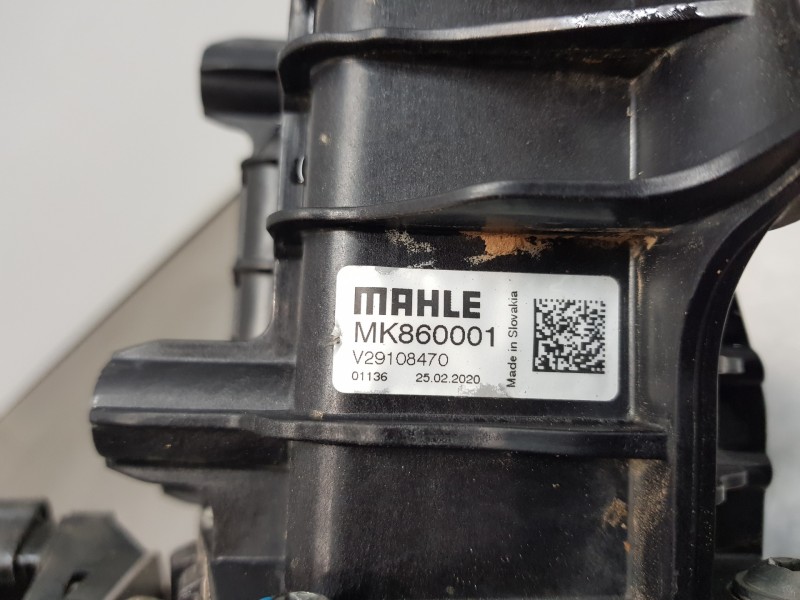 MAHLE
MK860001
V29108470
01136 25.02.2020
Made in Slovakia